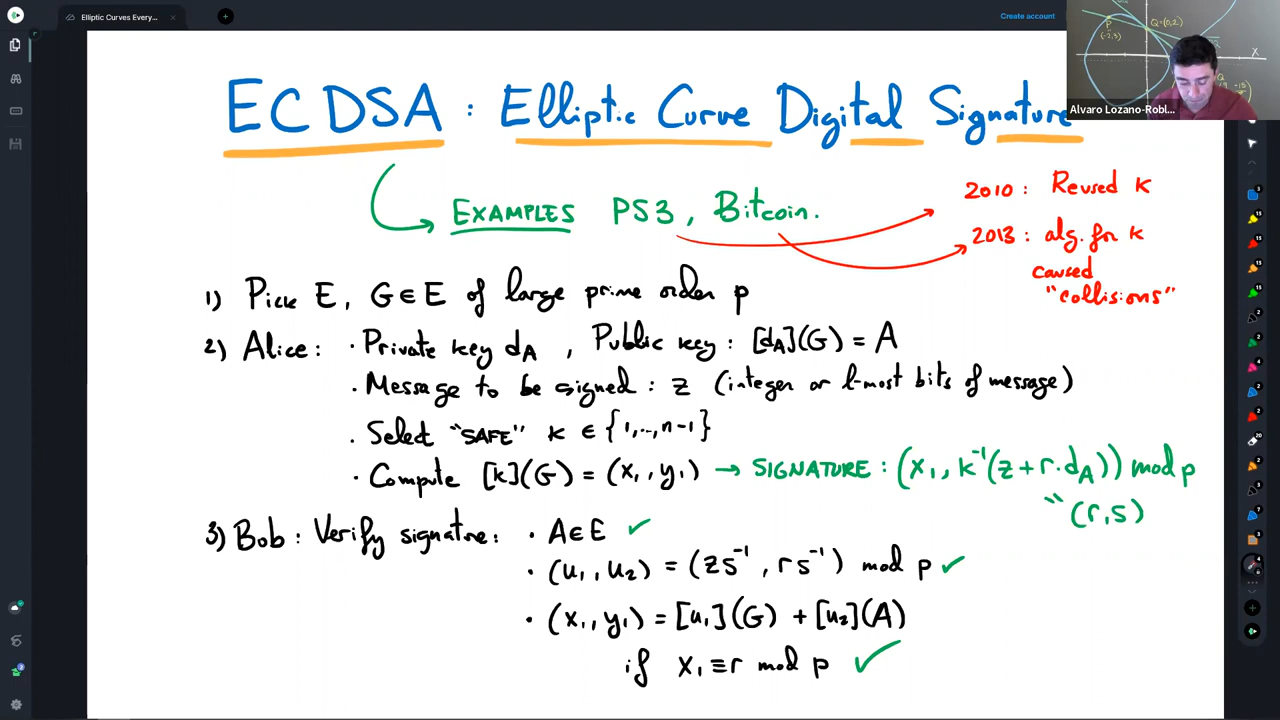 Elliptic Curves Every...
Create account
Q=(0,2)
P
(-2,3)
X
Alvaro Lozano-Robl...
ECDSA : Elliptic Curve Digital Signature
EXAMPLES PS3, Bitcoin.
2010: Reused K
2013: alg. for k
caused
"collisions"
1) Pick E, G∈E of large prime order p
2) Alice: · Private key dA, Public key: [dA](G) = A
· Message to be signed: z (integer or l-most bits of message)
· Select "SAFE" k ∈ {1,..,n-1}
· Compute [k](G) = (x1, y1) → SIGNATURE: (x1, k⁻¹(z+r·dA)) mod p
" (r,s)
3) Bob: Verify signature: · A∈E ✓
· (u1, u2) = (zs⁻¹, rs⁻¹) mod p ✓
· (x1, y1) = [u1](G) + [u2](A)
if x1 ≡ r mod p ✓